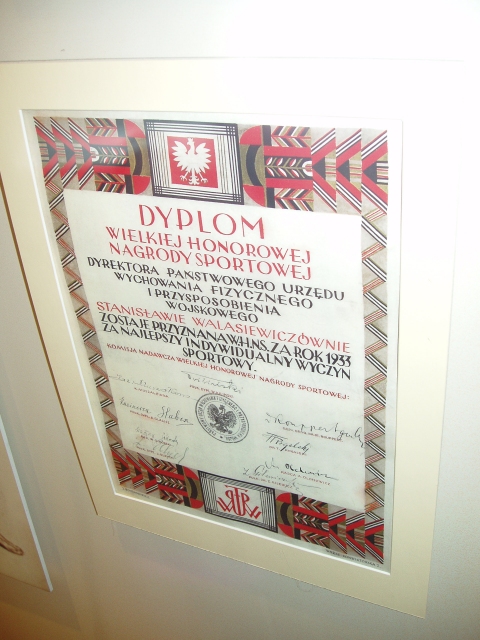 DYPLOM
WIELKIEJ HONOROWEJ
NAGRODY SPORTOWEJ
DYREKTORA PAŃSTWOWEGO URZĘDU
WYCHOWANIA FIZYCZNEGO
I PRZYSPOSOBIENIA
WOJSKOWEGO
STANISŁAWIE WALASIEWICZÓWNIE
ZOSTAJE PRZYZNANA W.H.N.S. ZA ROK 1933
ZA NAJLEPSZY INDYWIDUALNY WYCZYN
SPORTOWY.
KOMISJA NADAWCZA WIELKIEJ HONOROWEJ NAGRODY SPORTOWEJ: